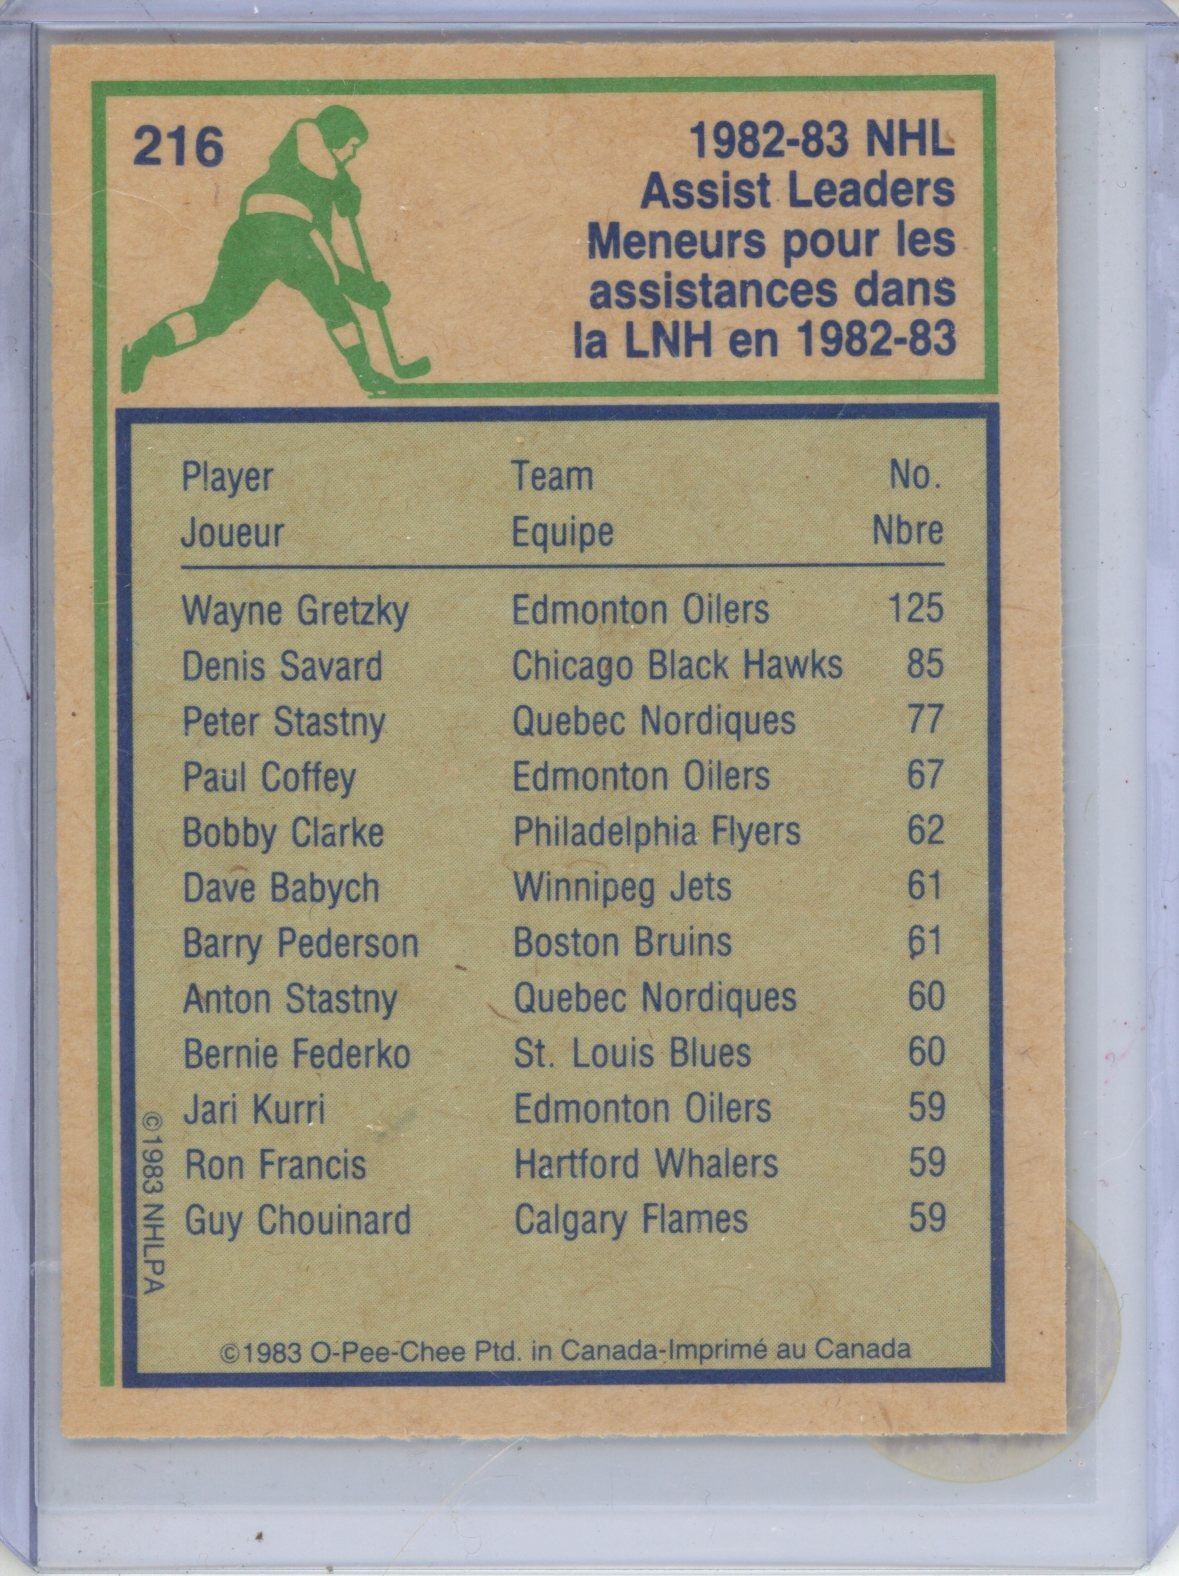 216
1982-83 NHL
Assist Leaders
Meneurs pour les
assistances dans
la LNH en 1982-83
Player Team No.
Joueur Equipe Nbre
Wayne Gretzky Edmonton Oilers 125
Denis Savard Chicago Black Hawks 85
Peter Stastny Quebec Nordiques 77
Paul Coffey Edmonton Oilers 67
Bobby Clarke Philadelphia Flyers 62
Dave Babych Winnipeg Jets 61
Barry Pederson Boston Bruins 61
Anton Stastny Quebec Nordiques 60
Bernie Federko St. Louis Blues 60
Jari Kurri Edmonton Oilers 59
Ron Francis Hartford Whalers 59
Guy Chouinard Calgary Flames 59
©1983 NHLPA
©1983 O-Pee-Chee Ptd. in Canada-Imprimé au Canada